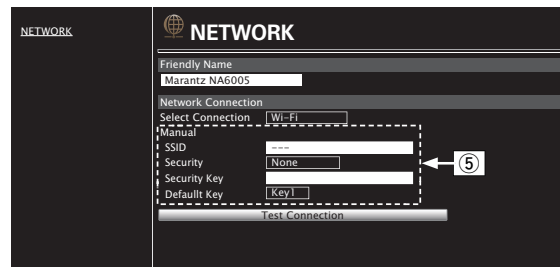 NETWORK
NETWORK
Friendly Name
Marantz NA6005
Network Connection
Select Connection Wi-Fi
Manual
SSID ---
Security None
⑤
Security Key
Defaullt Key Key1
Test Connection